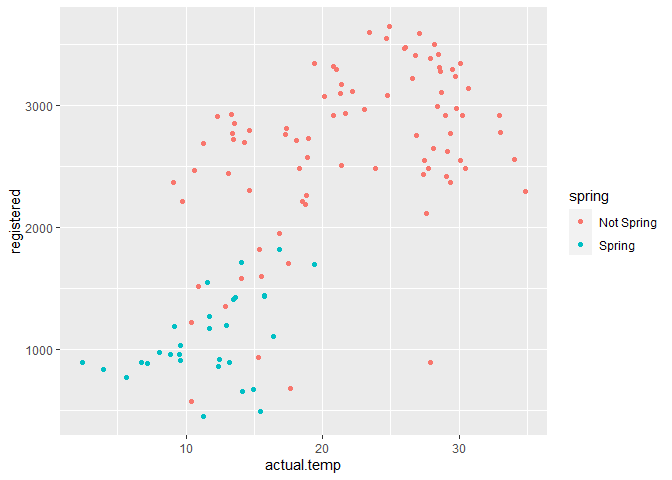 3000
2000
1000
registered
10
20
30
actual.temp
spring
Not Spring
Spring